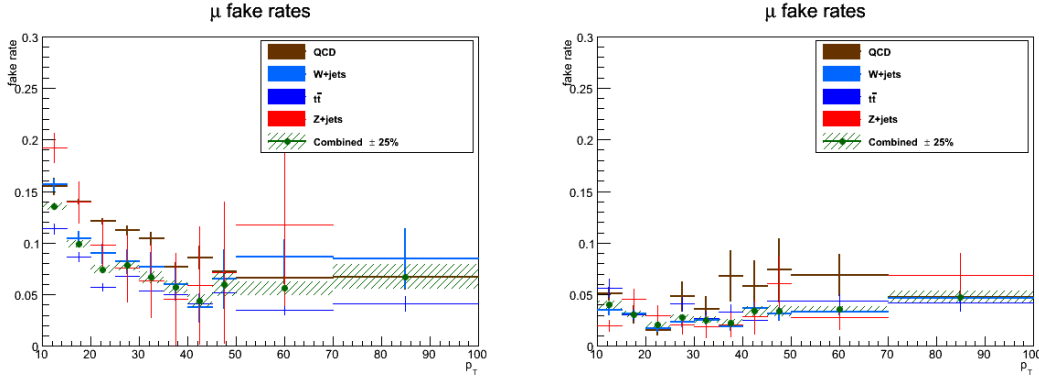 μ fake rates
fake rate
0.3
0.25
0.2
0.15
0.1
0.05
0
QCD
W+jets
tt̄
Z+jets
Combined ± 25%
10 20 30 40 50 60 70 80 90 100
p_T
μ fake rates
fake rate
0.3
0.25
0.2
0.15
0.1
0.05
0
QCD
W+jets
tt̄
Z+jets
Combined ± 25%
10 20 30 40 50 60 70 80 90 100
p_T